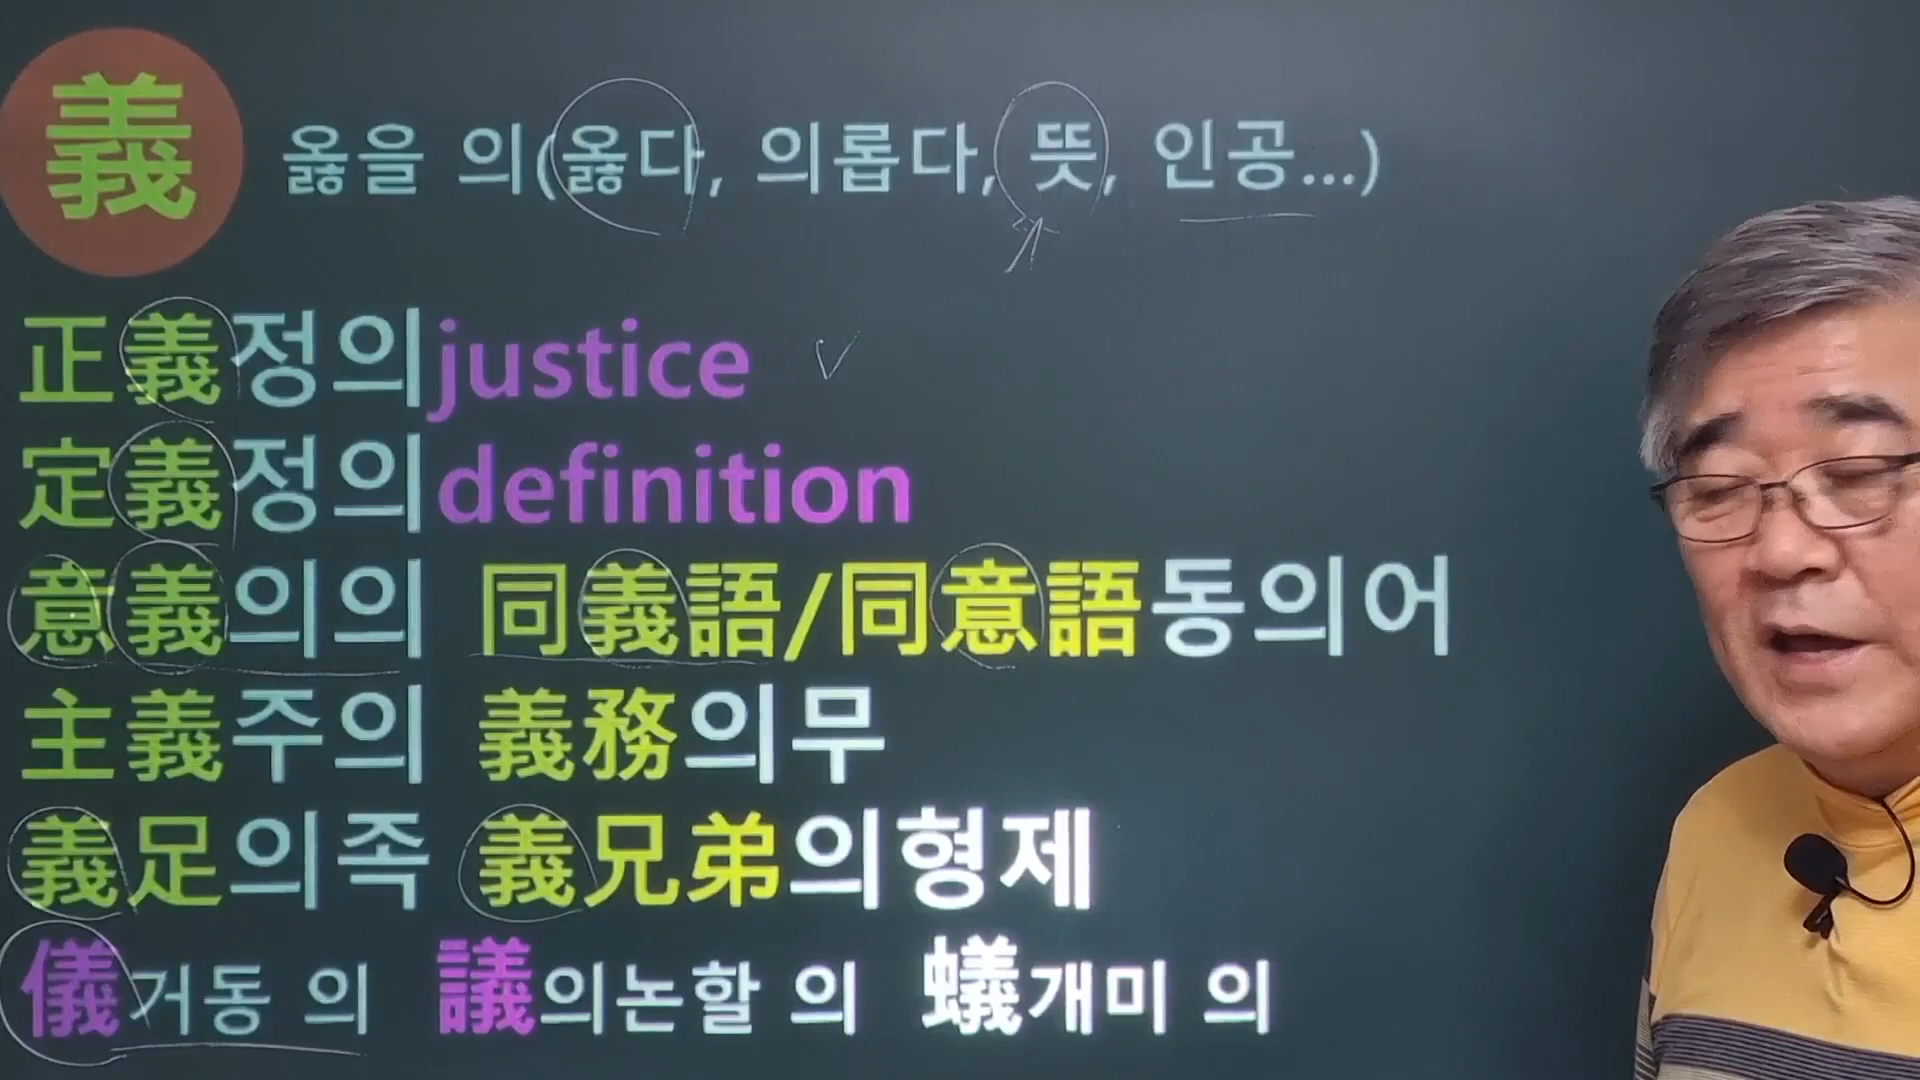 義 옳을 의(옳다, 의롭다, 뜻, 인공...)
正義정의justice
定義정의definition
意義의의 同義語/同意語동의어
主義주의 義務의무
義足의족 義兄弟의형제
儀거동 의 議의논할 의 蟻개미 의